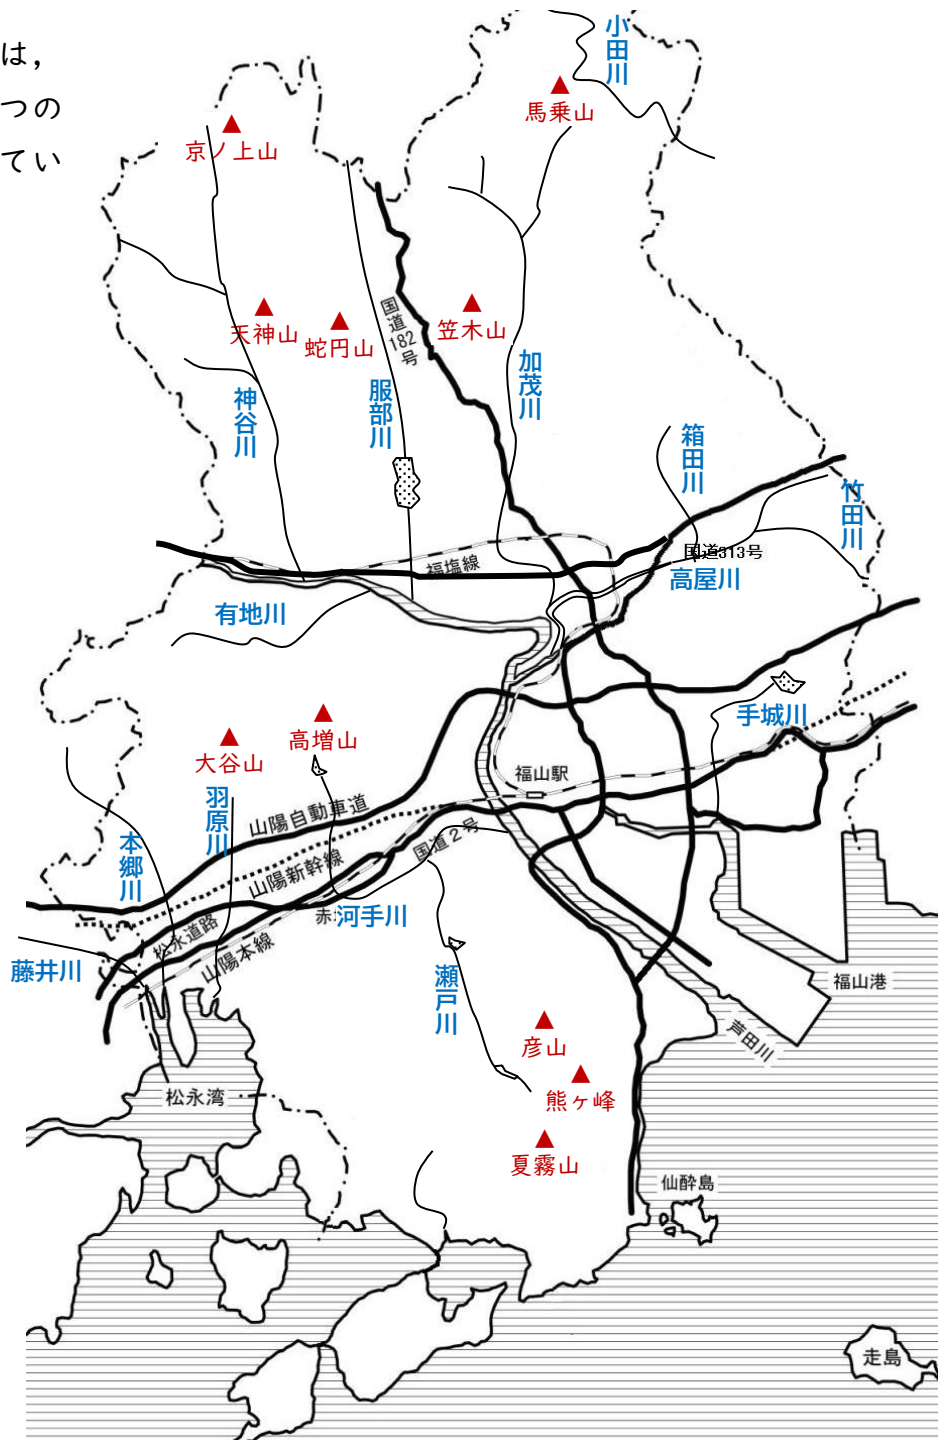 は，
つの
てい
小田川
馬乗山
京ノ上山
国道182号
天神山
蛇円山
笠木山
加茂川
服部川
神谷川
箱田川
竹田川
国道313号
福塩線
高屋川
有地川
手城川
高増山
大谷山
福山駅
羽原川
山陽自動車道
本郷川
国道２号
山陽新幹線
赤
河手川
松永道路
山陽本線
藤井川
瀬戸川
福山港
芦田川
彦山
熊ヶ峰
松永湾
夏霧山
仙酔島
走島